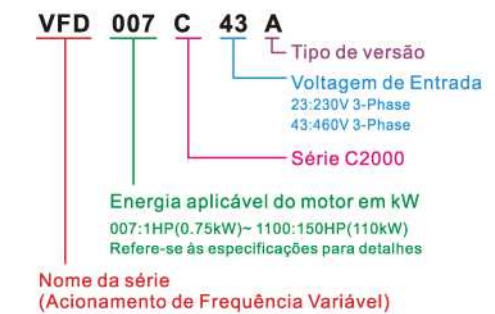 VFD 007 C 43 A
Tipo de versão
Voltagem de Entrada
23:230V 3-Phase
43:460V 3-Phase
Série C2000
Energia aplicável do motor em kW
007:1HP(0.75kW)~ 1100:150HP(110kW)
Refere-se às especificações para detalhes
Nome da série
(Acionamento de Frequência Variável)